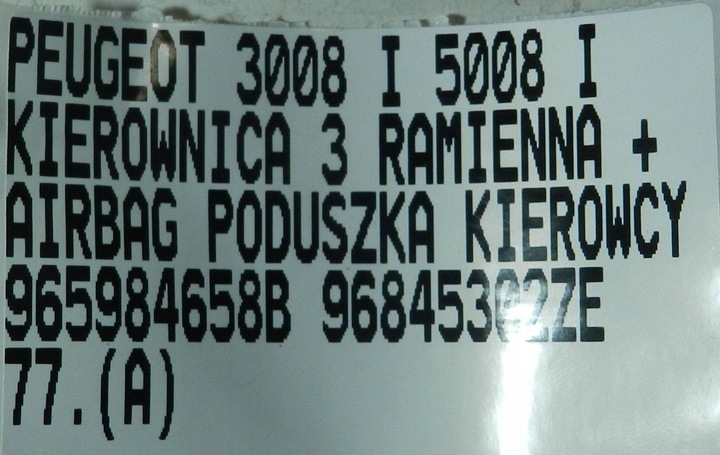 PEUGEOT 3008 I 5008 I
KIEROWNICA 3 RAMIENNA +
AIRBAG PODUSZKA KIEROWCY
965984658B 96845302ZE
77.(A)